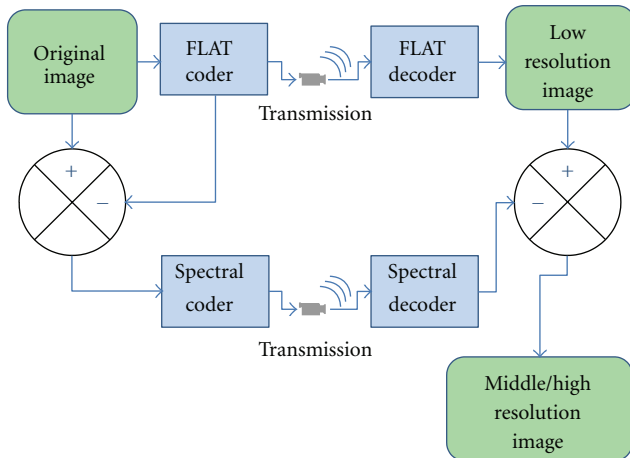 Original
image
FLAT
coder
Transmission
FLAT
decoder
Low
resolution
image
+
−
+
−
Spectral
coder
Transmission
Spectral
decoder
Middle/high
resolution
image